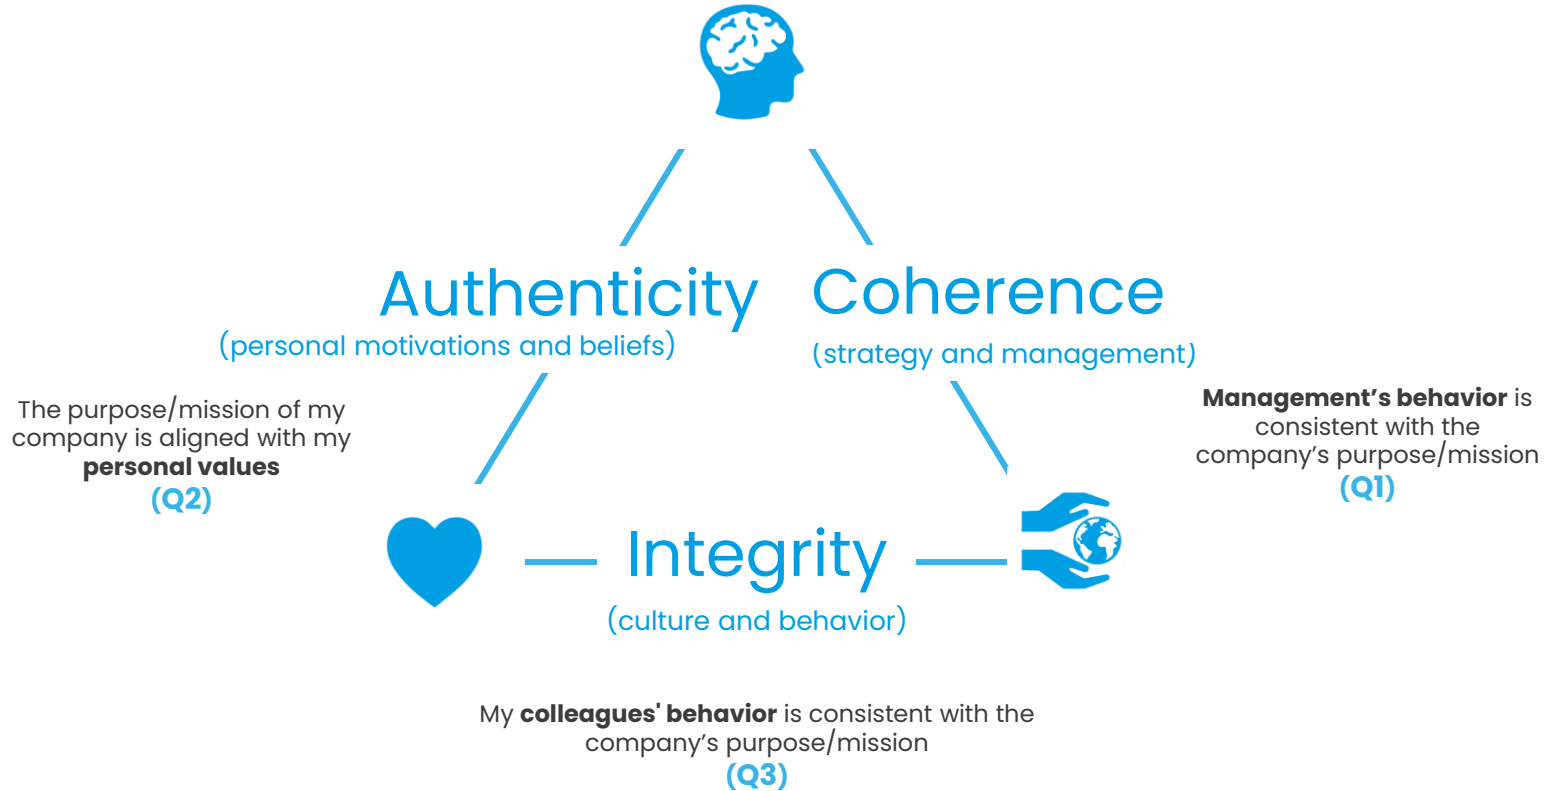 Authenticity
(personal motivations and beliefs)
Coherence
(strategy and management)
The purpose/mission of my
company is aligned with my
personal values
(Q2)
Management’s behavior is
consistent with the
company’s purpose/mission
(Q1)
Integrity
(culture and behavior)
My colleagues' behavior is consistent with the
company’s purpose/mission
(Q3)